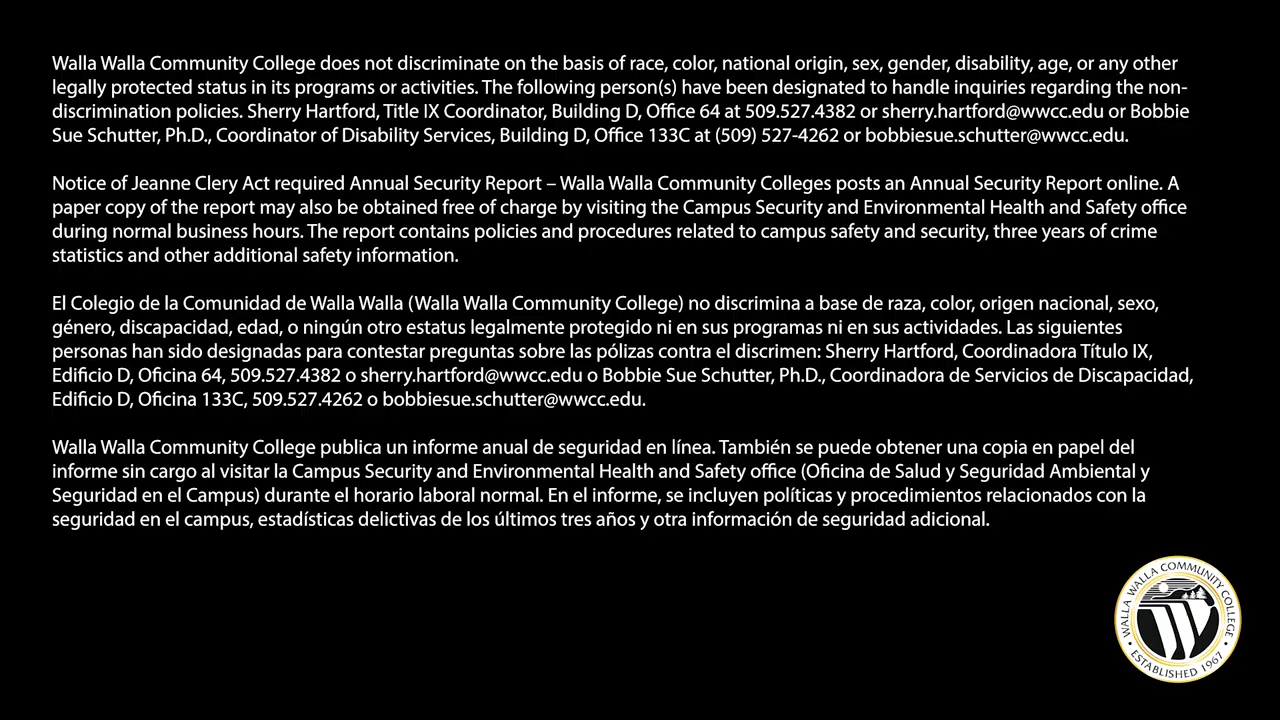 Walla Walla Community College does not discriminate on the basis of race, color, national origin, sex, gender, disability, age, or any other
legally protected status in its programs or activities. The following person(s) have been designated to handle inquiries regarding the non-
discrimination policies. Sherry Hartford, Title IX Coordinator, Building D, Office 64 at 509.527.4382 or sherry.hartford@wwcc.edu or Bobbie
Sue Schutter, Ph.D., Coordinator of Disability Services, Building D, Office 133C at (509) 527-4262 or bobbiesue.schutter@wwcc.edu.
Notice of Jeanne Clery Act required Annual Security Report – Walla Walla Community Colleges posts an Annual Security Report online. A
paper copy of the report may also be obtained free of charge by visiting the Campus Security and Environmental Health and Safety office
during normal business hours. The report contains policies and procedures related to campus safety and security, three years of crime
statistics and other additional safety information.
El Colegio de la Comunidad de Walla Walla (Walla Walla Community College) no discrimina a base de raza, color, origen nacional, sexo,
género, discapacidad, edad, o ningún otro estatus legalmente protegido ni en sus programas ni en sus actividades. Las siguientes
personas han sido designadas para contestar preguntas sobre las pólizas contra el discrimen: Sherry Hartford, Coordinadora Título IX,
Edificio D, Oficina 64, 509.527.4382 o sherry.hartford@wwcc.edu o Bobbie Sue Schutter, Ph.D., Coordinadora de Servicios de Discapacidad,
Edificio D, Oficina 133C, 509.527.4262 o bobbiesue.schutter@wwcc.edu.
Walla Walla Community College publica un informe anual de seguridad en línea. También se puede obtener una copia en papel del
informe sin cargo al visitar la Campus Security and Environmental Health and Safety office (Oficina de Salud y Seguridad Ambiental y
Seguridad en el Campus) durante el horario laboral normal. En el informe, se incluyen políticas y procedimientos relacionados con la
seguridad en el campus, estadísticas delictivas de los últimos tres años y otra información de seguridad adicional.
WALLA WALLA COMMUNITY COLLEGE
W
• ESTABLISHED 1967 •